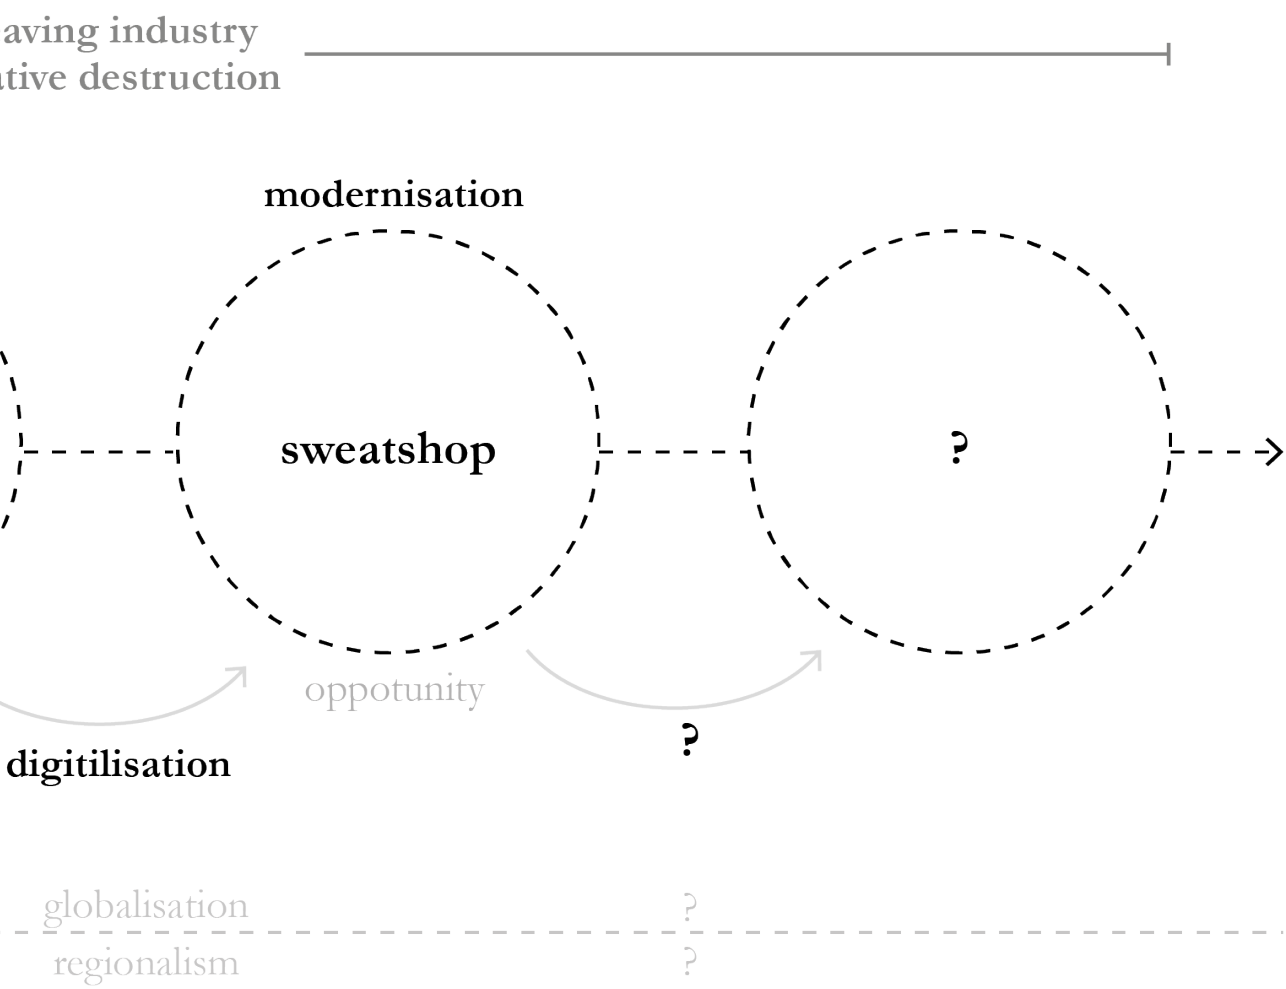 aving industry
ative destruction
modernisation
sweatshop
?
oppotunity
?
digitilisation
globalisation
?
regionalism
?